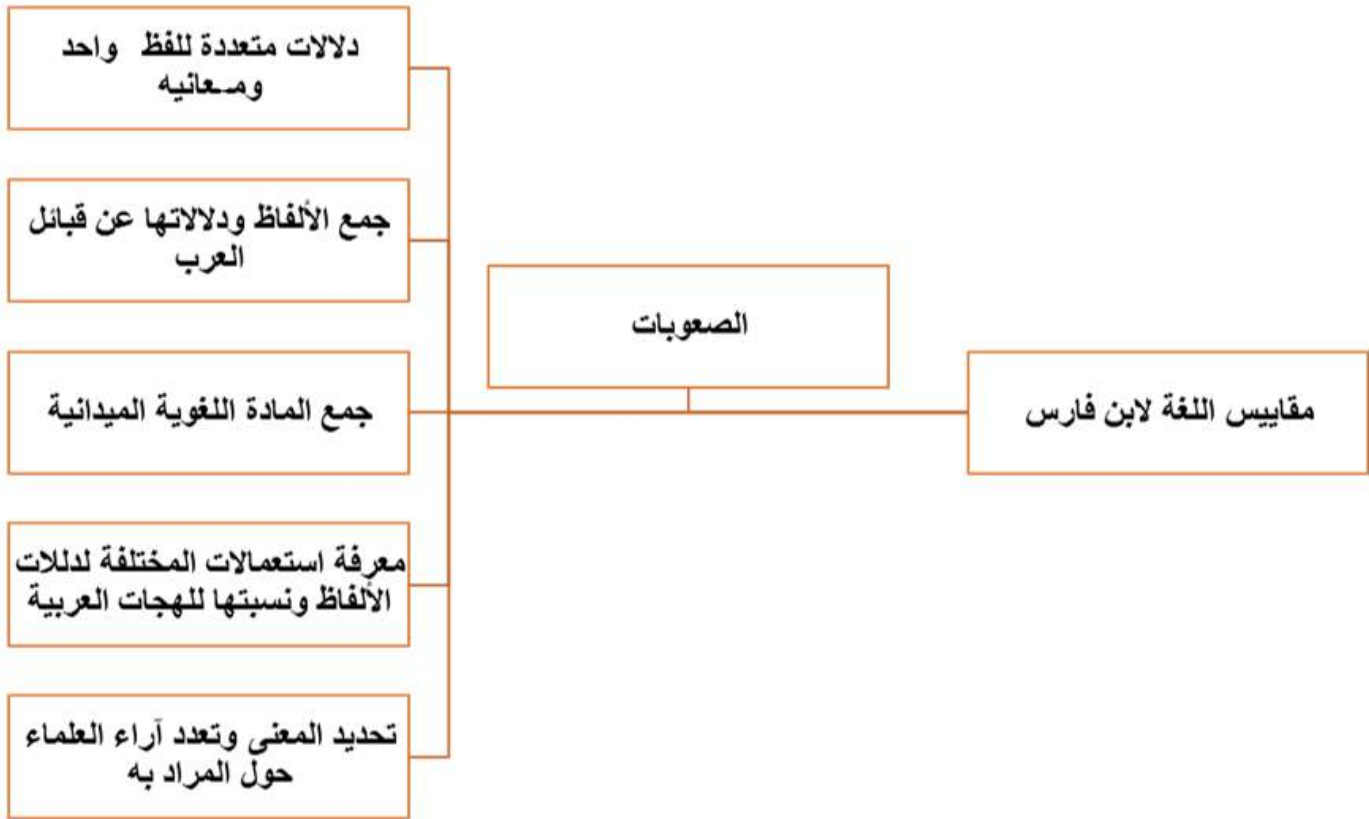 مقاييس اللغة لابن فارس
الصعوبات
دلالات متعددة للفظ واحد
ومـعانيه
جمع الألفاظ ودلالاتها عن قبائل
العرب
جمع المادة اللغوية الميدانية
معرفة استعمالات المختلفة لدللات
الألفاظ ونسبتها للهجات العربية
تحديد المعنى وتعدد آراء العلماء
حول المراد به